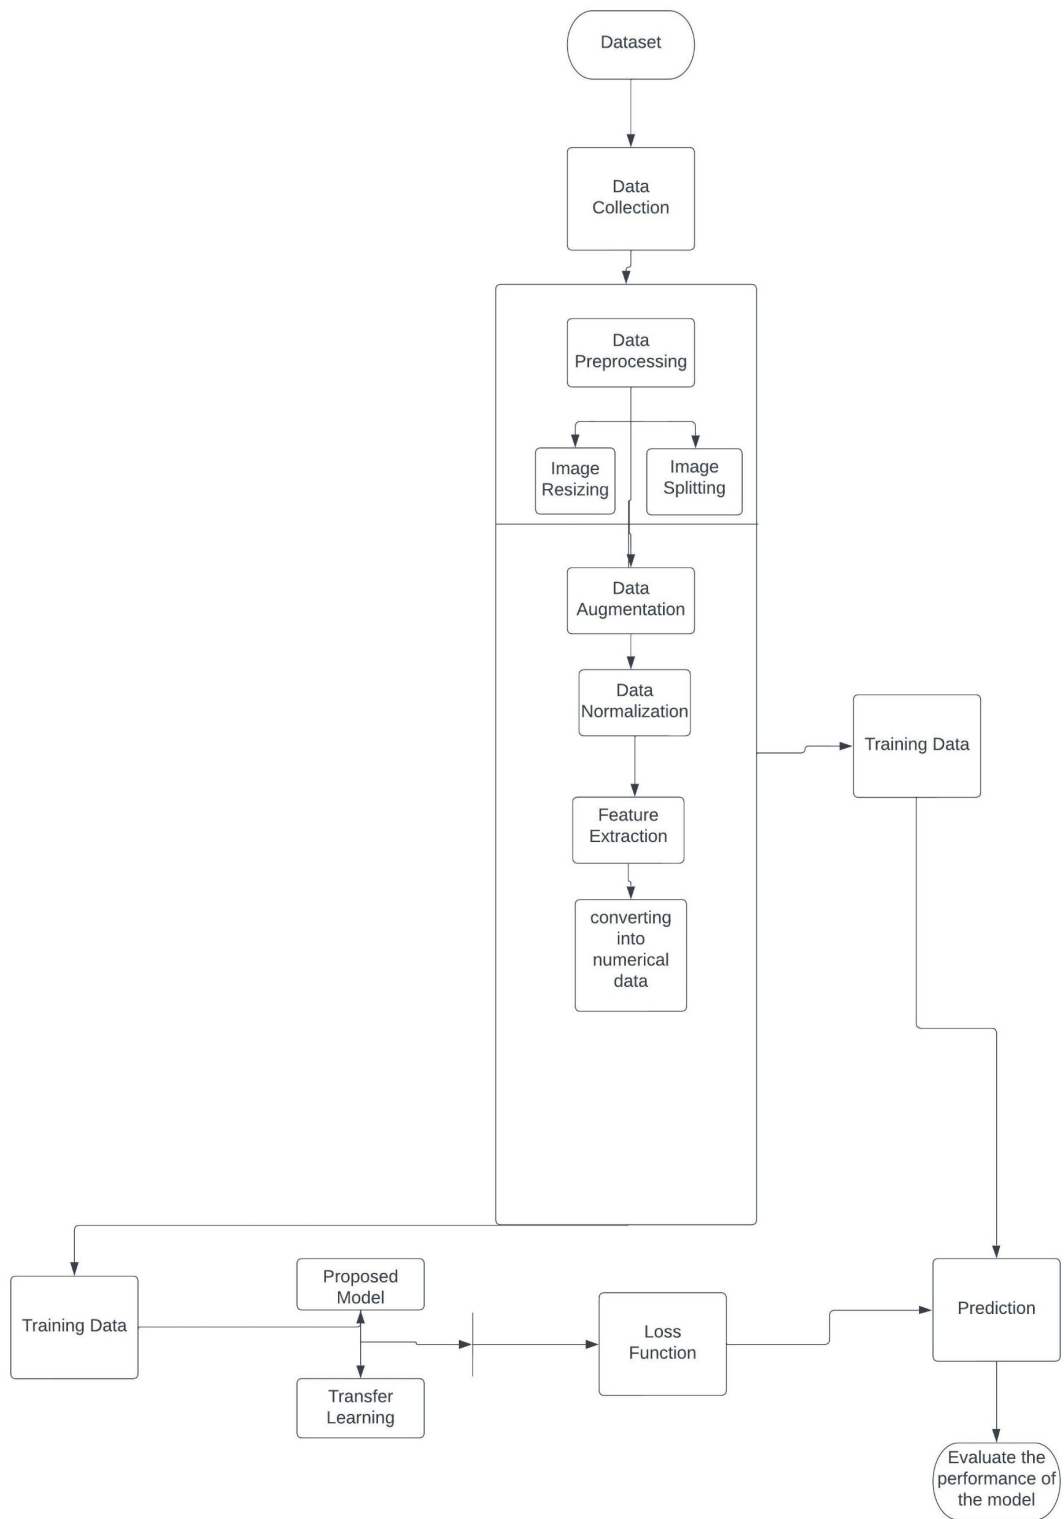 Dataset
Data
Collection
Data
Preprocessing
Image
Resizing
Image
Splitting
Data
Augmentation
Data
Normalization
Training Data
Feature
Extraction
converting
into
numerical
data
Training Data
Proposed
Model
Transfer
Learning
Loss
Function
Prediction
Evaluate the
performance of
the model